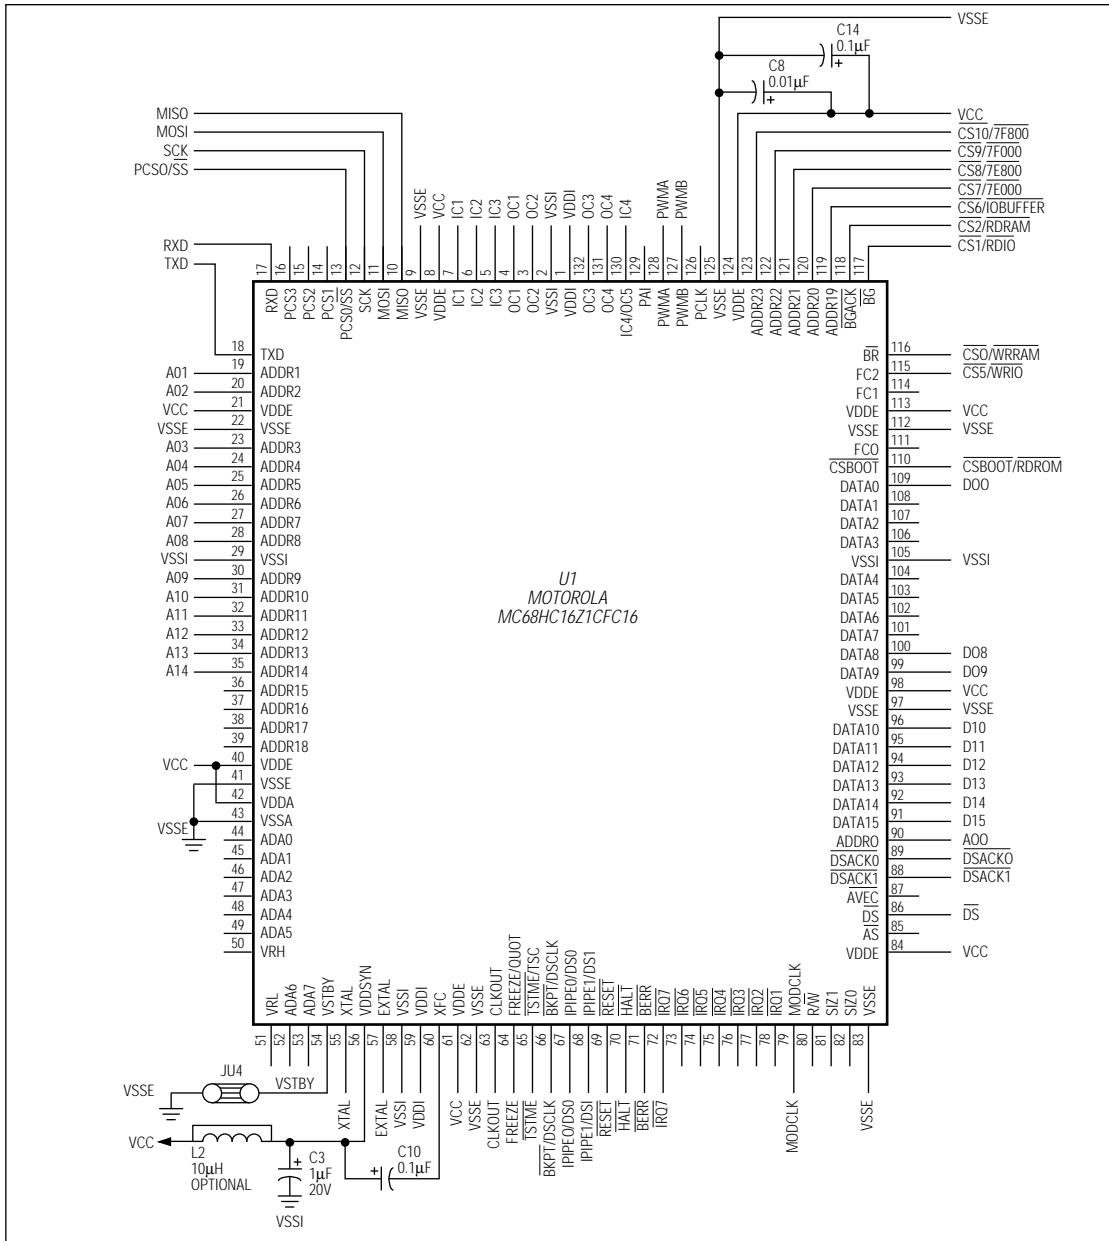 VSSE
C14
0.1µF
C8
0.01µF
VCC
CS10/7F800
CS9/7F000
CS8/7E800
CS7/7E000
CS6/IOBUFFER
CS2/RDRAM
CS1/RDIO
MISO
MOSI
SCK
PCS0/SS
RXD
TXD
VSSE VCC IC1 IC2 IC3 OC1 OC2 VSSI VDDI OC3 OC4 IC4 PWMA PWMB
17 16 15 14 13 12 11 10 9 8 7 6 5 4 3 2 1 132 131 130 129 128 127 126 125 124 123 122 121 120 119 118 117
RXD PCS3 PCS2 PCS1 PCS0/SS SCK MOSI MISO VSSE VDDE IC1 IC2 IC3 OC1 OC2 VSSI VDDI OC3 OC4 IC4/OC5 PAI PWMA PWMB PCLK VSSE VDDE ADDR23 ADDR22 ADDR21 ADDR20 ADDR19 BGACK BG
18 TXD
A01 19 ADDR1
A02 20 ADDR2
VCC 21 VDDE
VSSE 22 VSSE
A03 23 ADDR3
A04 24 ADDR4
A05 25 ADDR5
A06 26 ADDR6
A07 27 ADDR7
A08 28 ADDR8
VSSI 29 VSSI
A09 30 ADDR9
A10 31 ADDR10
A11 32 ADDR11
A12 33 ADDR12
A13 34 ADDR13
A14 35 ADDR14
36 ADDR15
37 ADDR16
38 ADDR17
39 ADDR18
VCC 40 VDDE
41 VSSE
42 VDDA
VSSE 43 VSSA
44 ADA0
45 ADA1
46 ADA2
47 ADA3
48 ADA4
49 ADA5
50 VRH
U1
MOTOROLA
MC68HC16Z1CFC16
BR 116 CSO/WRRAM
FC2 115 CS5/WRIO
FC1 114
VDDE 113 VCC
VSSE 112 VSSE
FCO 111
CSBOOT 110 CSBOOT/RDROM
DATA0 109 DOO
DATA1 108
DATA2 107
DATA3 106
VSSI 105 VSSI
DATA4 104
DATA5 103
DATA6 102
DATA7 101
DATA8 100 DO8
DATA9 99 DO9
VDDE 98 VCC
VSSE 97 VSSE
DATA10 96 D10
DATA11 95 D11
DATA12 94 D12
DATA13 93 D13
DATA14 92 D14
DATA15 91 D15
ADDRO 90 AOO
DSACK0 89 DSACKO
DSACK1 88 DSACK1
AVEC 87
DS 86 DS
AS 85
VDDE 84 VCC
VRL ADA6 ADA7 VSTBY XTAL VDDSYN EXTAL VSSI VDDI XFC VDDE VSSE CLKOUT FREEZE/QUOT TSTME/TSC BKPT/DSCLK IPIPE0/DS0 IPIPE1/DS1 RESET HALT BERR IRQ7 IRQ6 IRQ5 IRQ4 IRQ3 IRQ2 IRQ1 MODCLK R/W SIZ1 SIZ0 VSSE
51 52 53 54 55 56 57 58 59 60 61 62 63 64 65 66 67 68 69 70 71 72 73 74 75 76 77 78 79 80 81 82 83
VSTBY XTAL EXTAL VSSI VDDI VCC VSSE CLKOUT FREEZE TSTME BKPT/DSCLK IPIPEO/DS0 IPIPE1/DSI RESET HALT BERR IRQ7 MODCLK VSSE
JU4
VSSE
VCC
L2
10µH
OPTIONAL
C3
1µF
20V
VSSI
C10
0.1µF